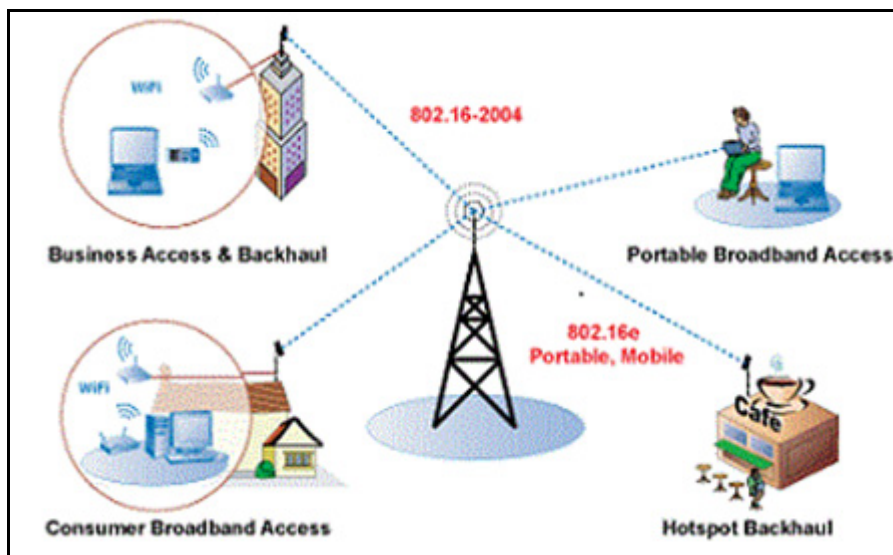 WiFi
802.16-2004
Business Access & Backhaul
Portable Broadband Access
802.16e
Portable, Mobile
WiFi
Cafe
Consumer Broadband Access
Hotspot Backhaul